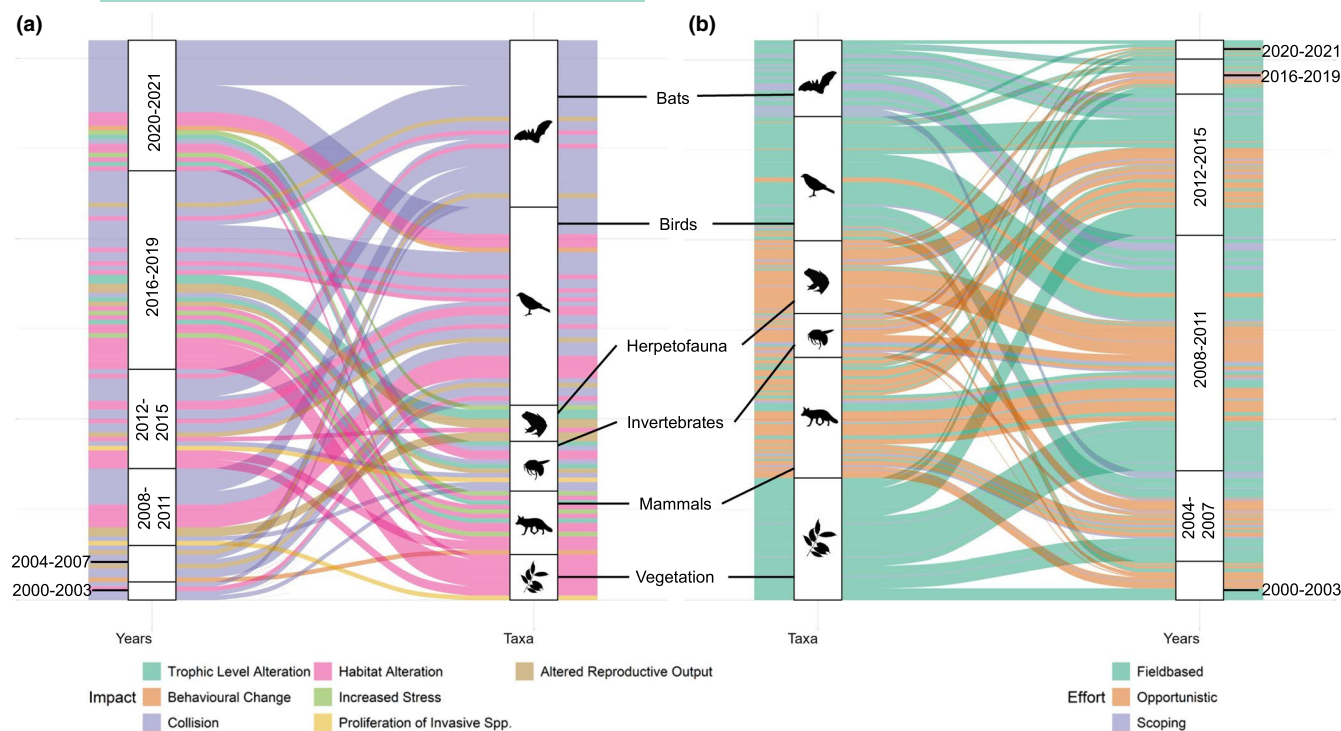 (a)
(b)
2020-2021
2016-2019
2012-
2015
2008-
2011
2004-2007
2000-2003
Bats
Birds
Herpetofauna
Invertebrates
Mammals
Vegetation
2020-2021
2016-2019
2012-2015
2008-2011
2004-
2007
2000-2003
Years
Taxa
Taxa
Years
Impact
Trophic Level Alteration
Habitat Alteration
Altered Reproductive Output
Behavioural Change
Increased Stress
Collision
Proliferation of Invasive Spp.
Effort
Fieldbased
Opportunistic
Scoping